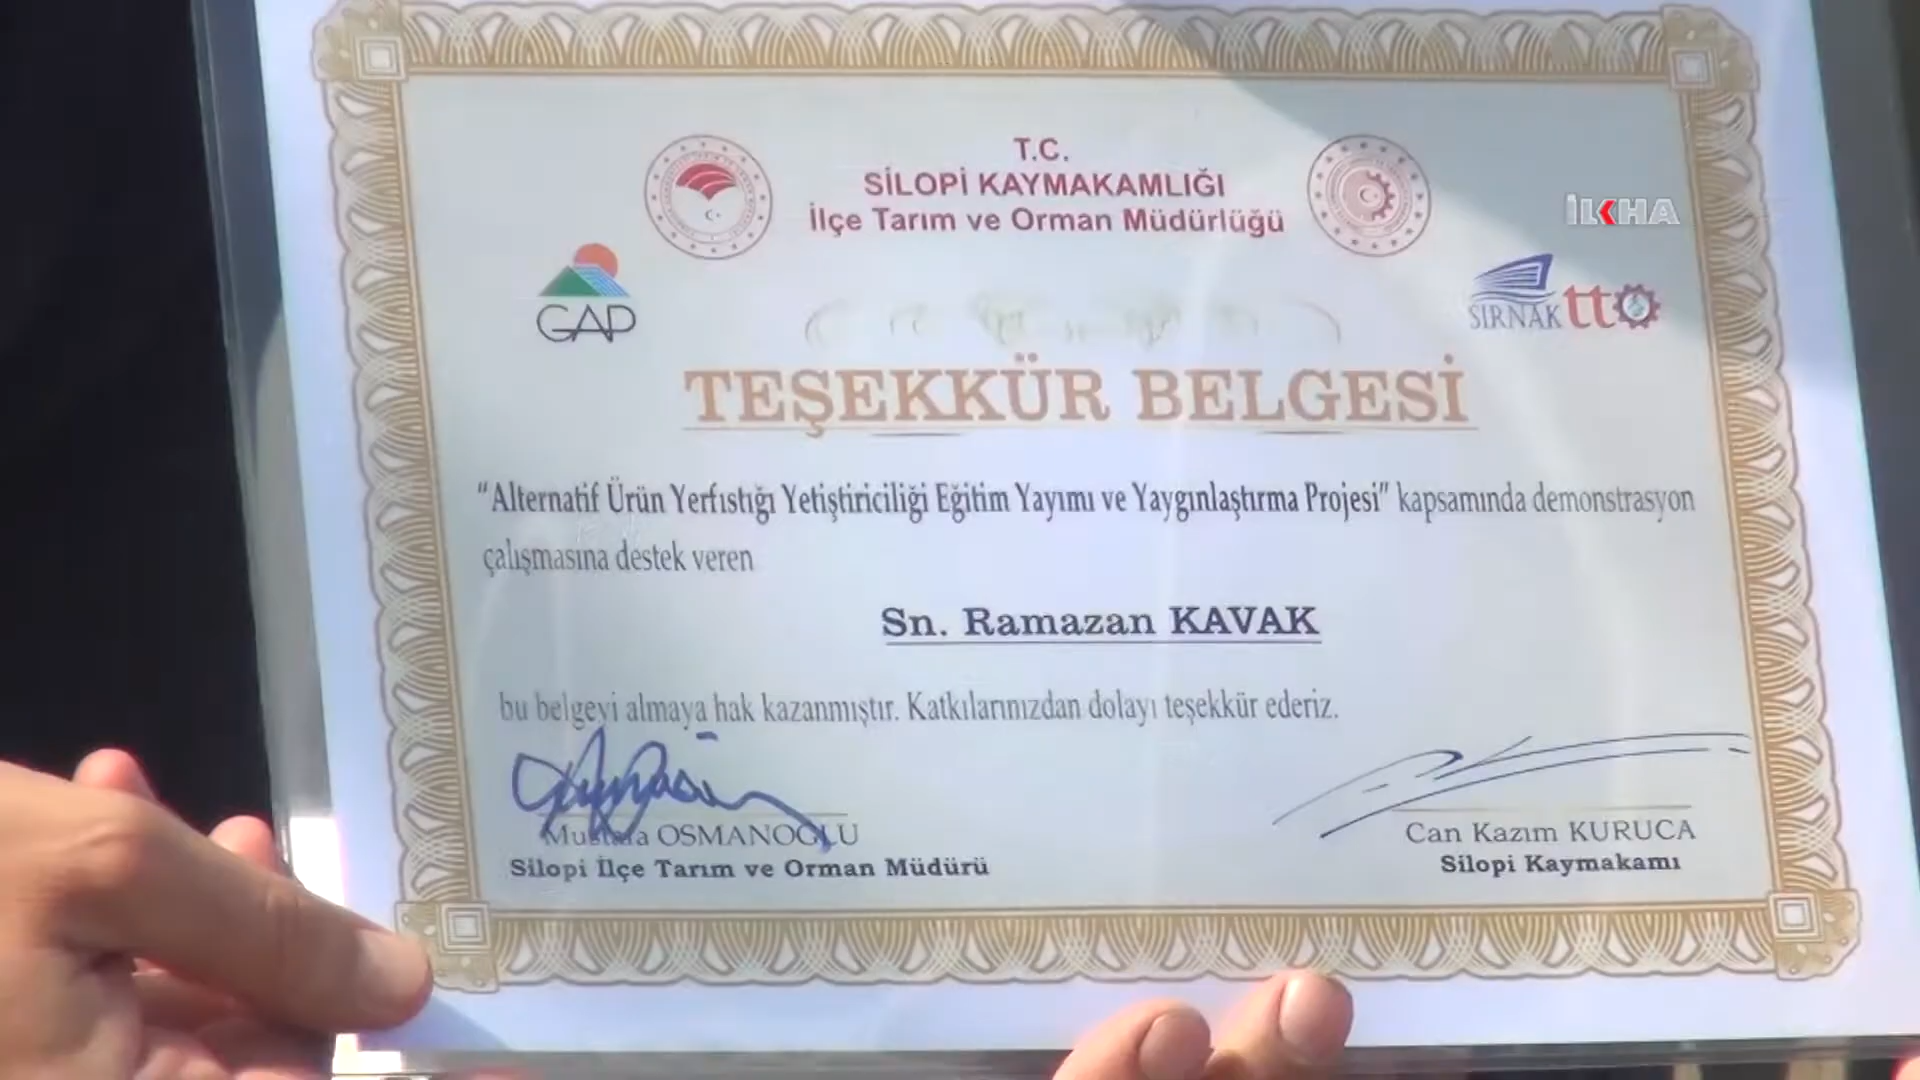 T.C.
SİLOPİ KAYMAKAMLIĞI
İlçe Tarım ve Orman Müdürlüğü
İLKHA
GAP
ŞIRNAK tto
TEŞEKKÜR BELGESİ
“Alternatif Ürün Yerfıstığı Yetiştiriciliği Eğitim Yayımı ve Yaygınlaştırma Projesi” kapsamında demonstrasyon
çalışmasına destek veren
Sn. Ramazan KAVAK
bu belgeyi almaya hak kazanmıştır. Katkılarınızdan dolayı teşekkür ederiz.
Mustafa OSMANOĞLU
Silopi İlçe Tarım ve Orman Müdürü
Can Kazım KURUCA
Silopi Kaymakamı